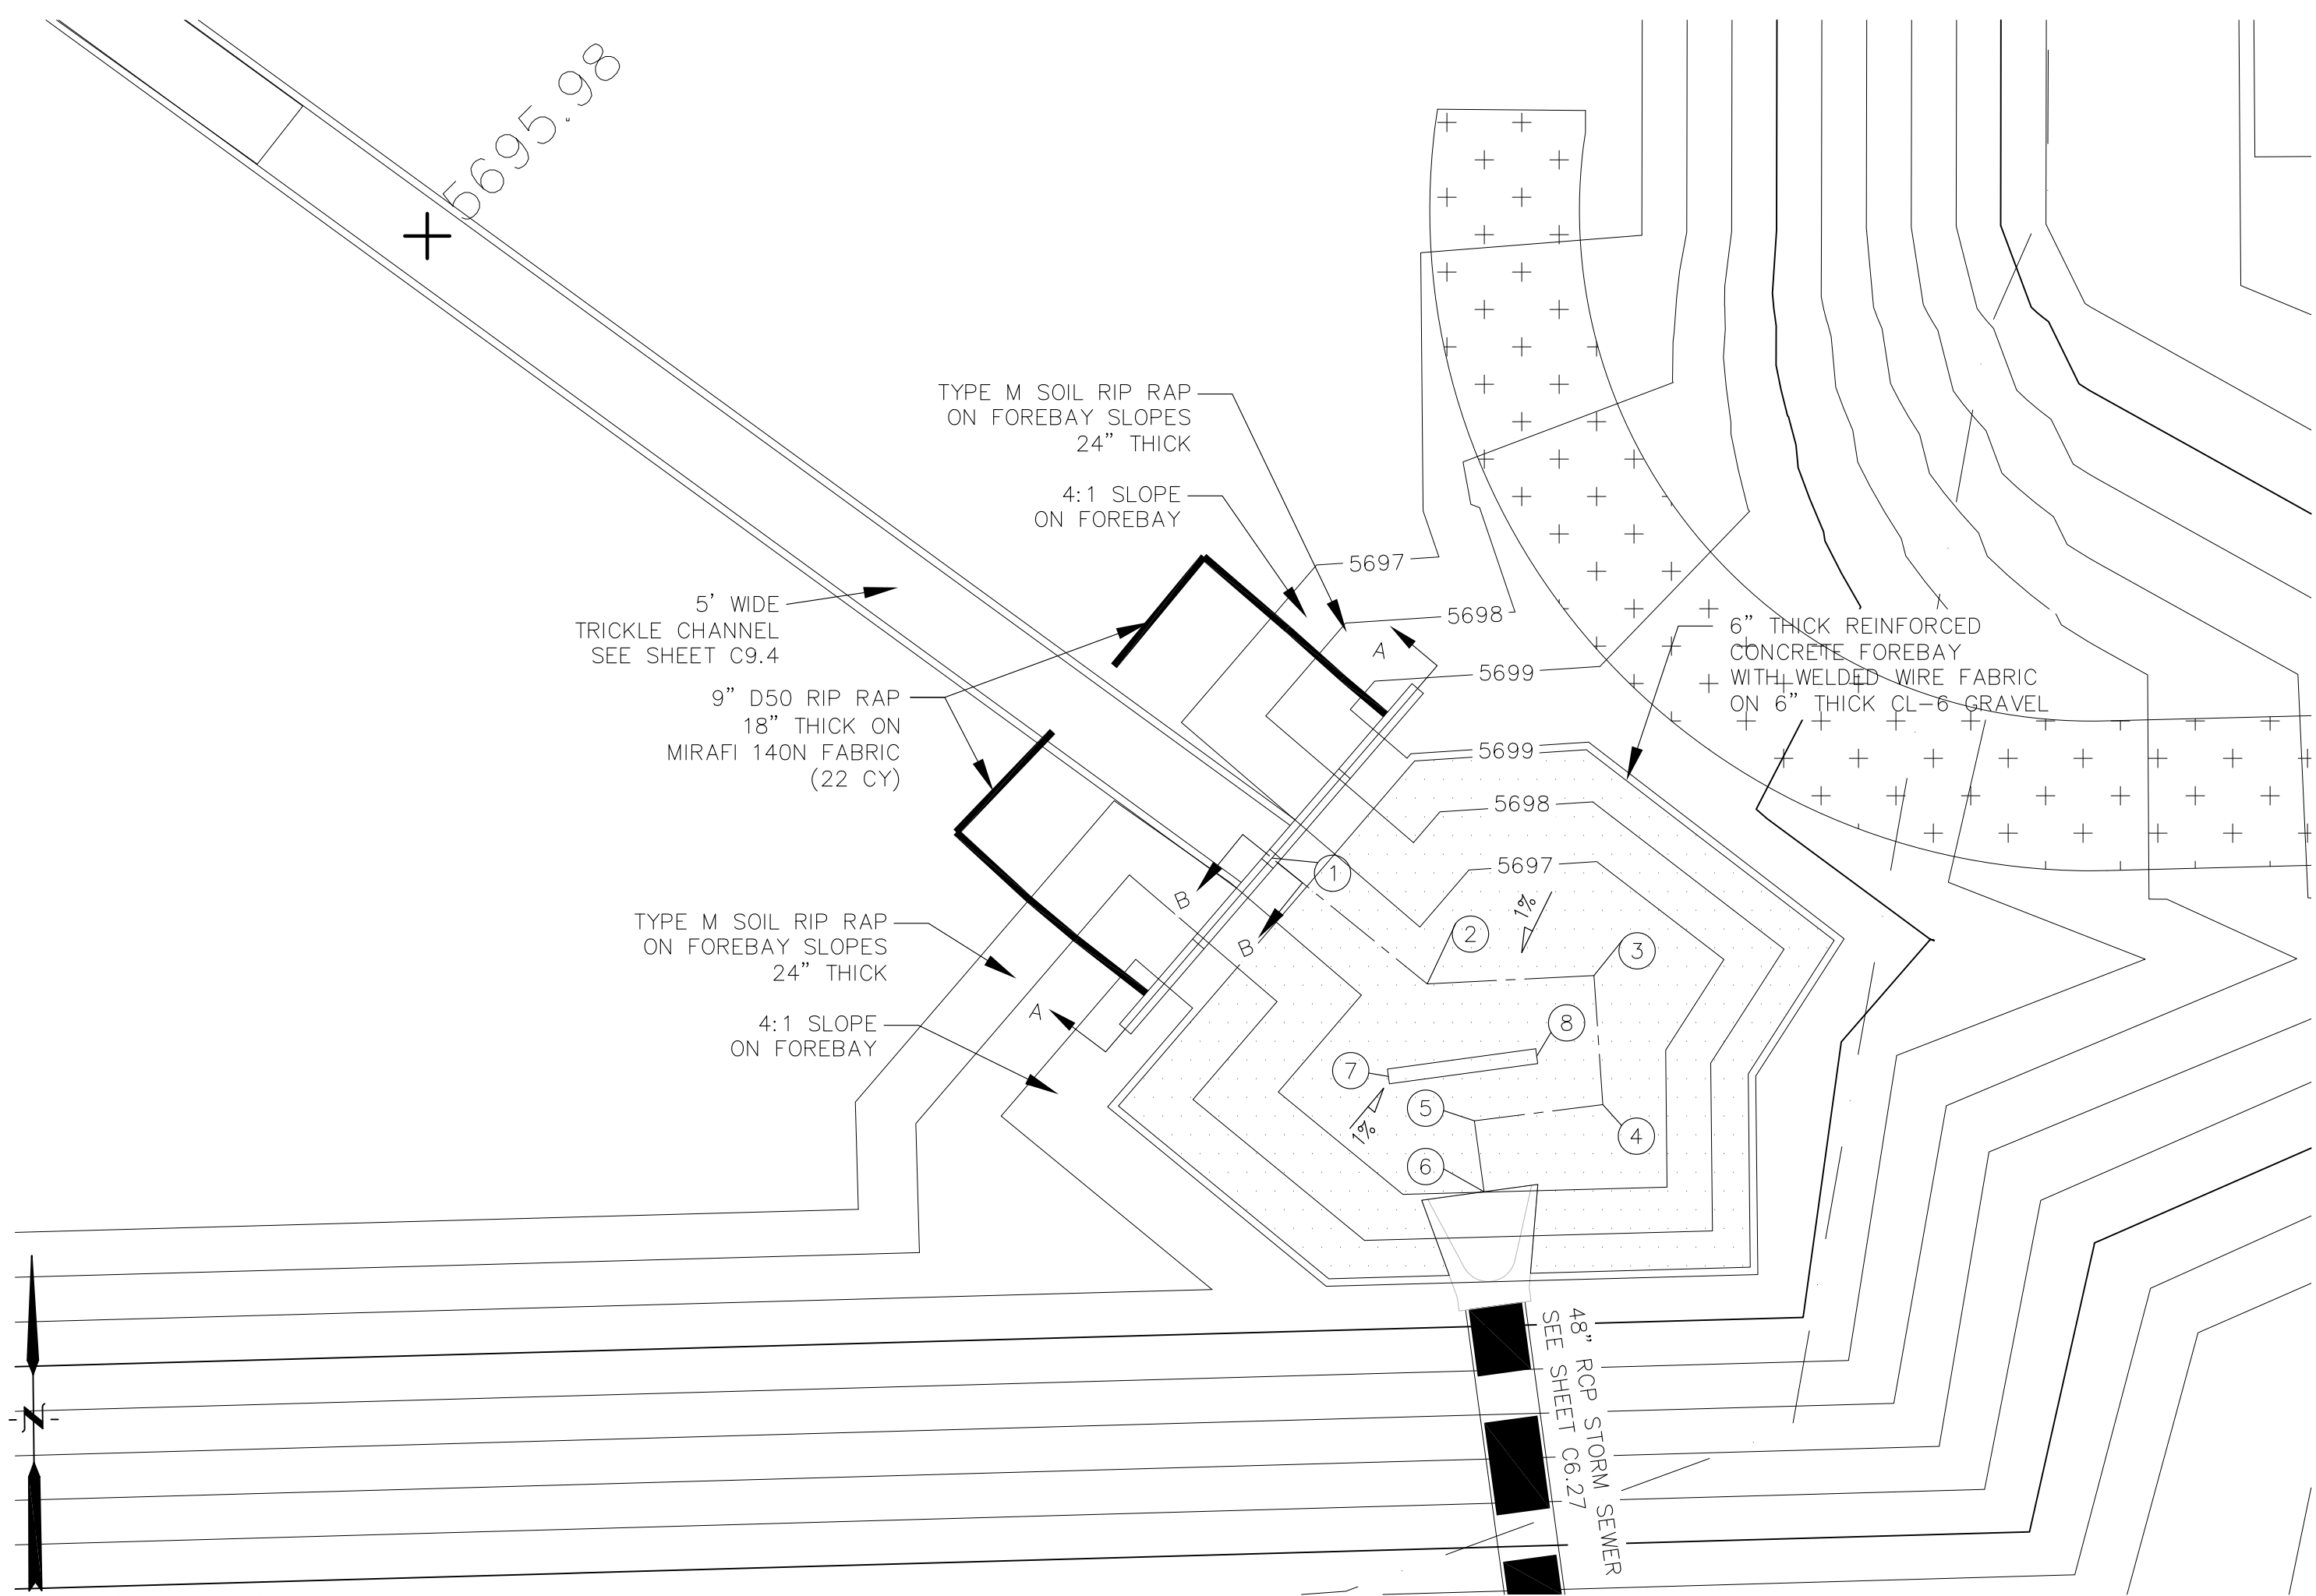 5695.98
TYPE M SOIL RIP RAP
ON FOREBAY SLOPES
24" THICK
4:1 SLOPE
ON FOREBAY
5697
5698
5699
5' WIDE
TRICKLE CHANNEL
SEE SHEET C9.4
9" D50 RIP RAP
18" THICK ON
MIRAFI 140N FABRIC
(22 CY)
6" THICK REINFORCED
CONCRETE FOREBAY
WITH WELDED WIRE FABRIC
ON 6" THICK CL-6 GRAVEL
A
5699
5698
5697
1
B
B
1%
2
3
TYPE M SOIL RIP RAP
ON FOREBAY SLOPES
24" THICK
4:1 SLOPE
ON FOREBAY
A
8
7
5
1%
4
6
48" RCP STORM SEWER
SEE SHEET C6.27
-N-